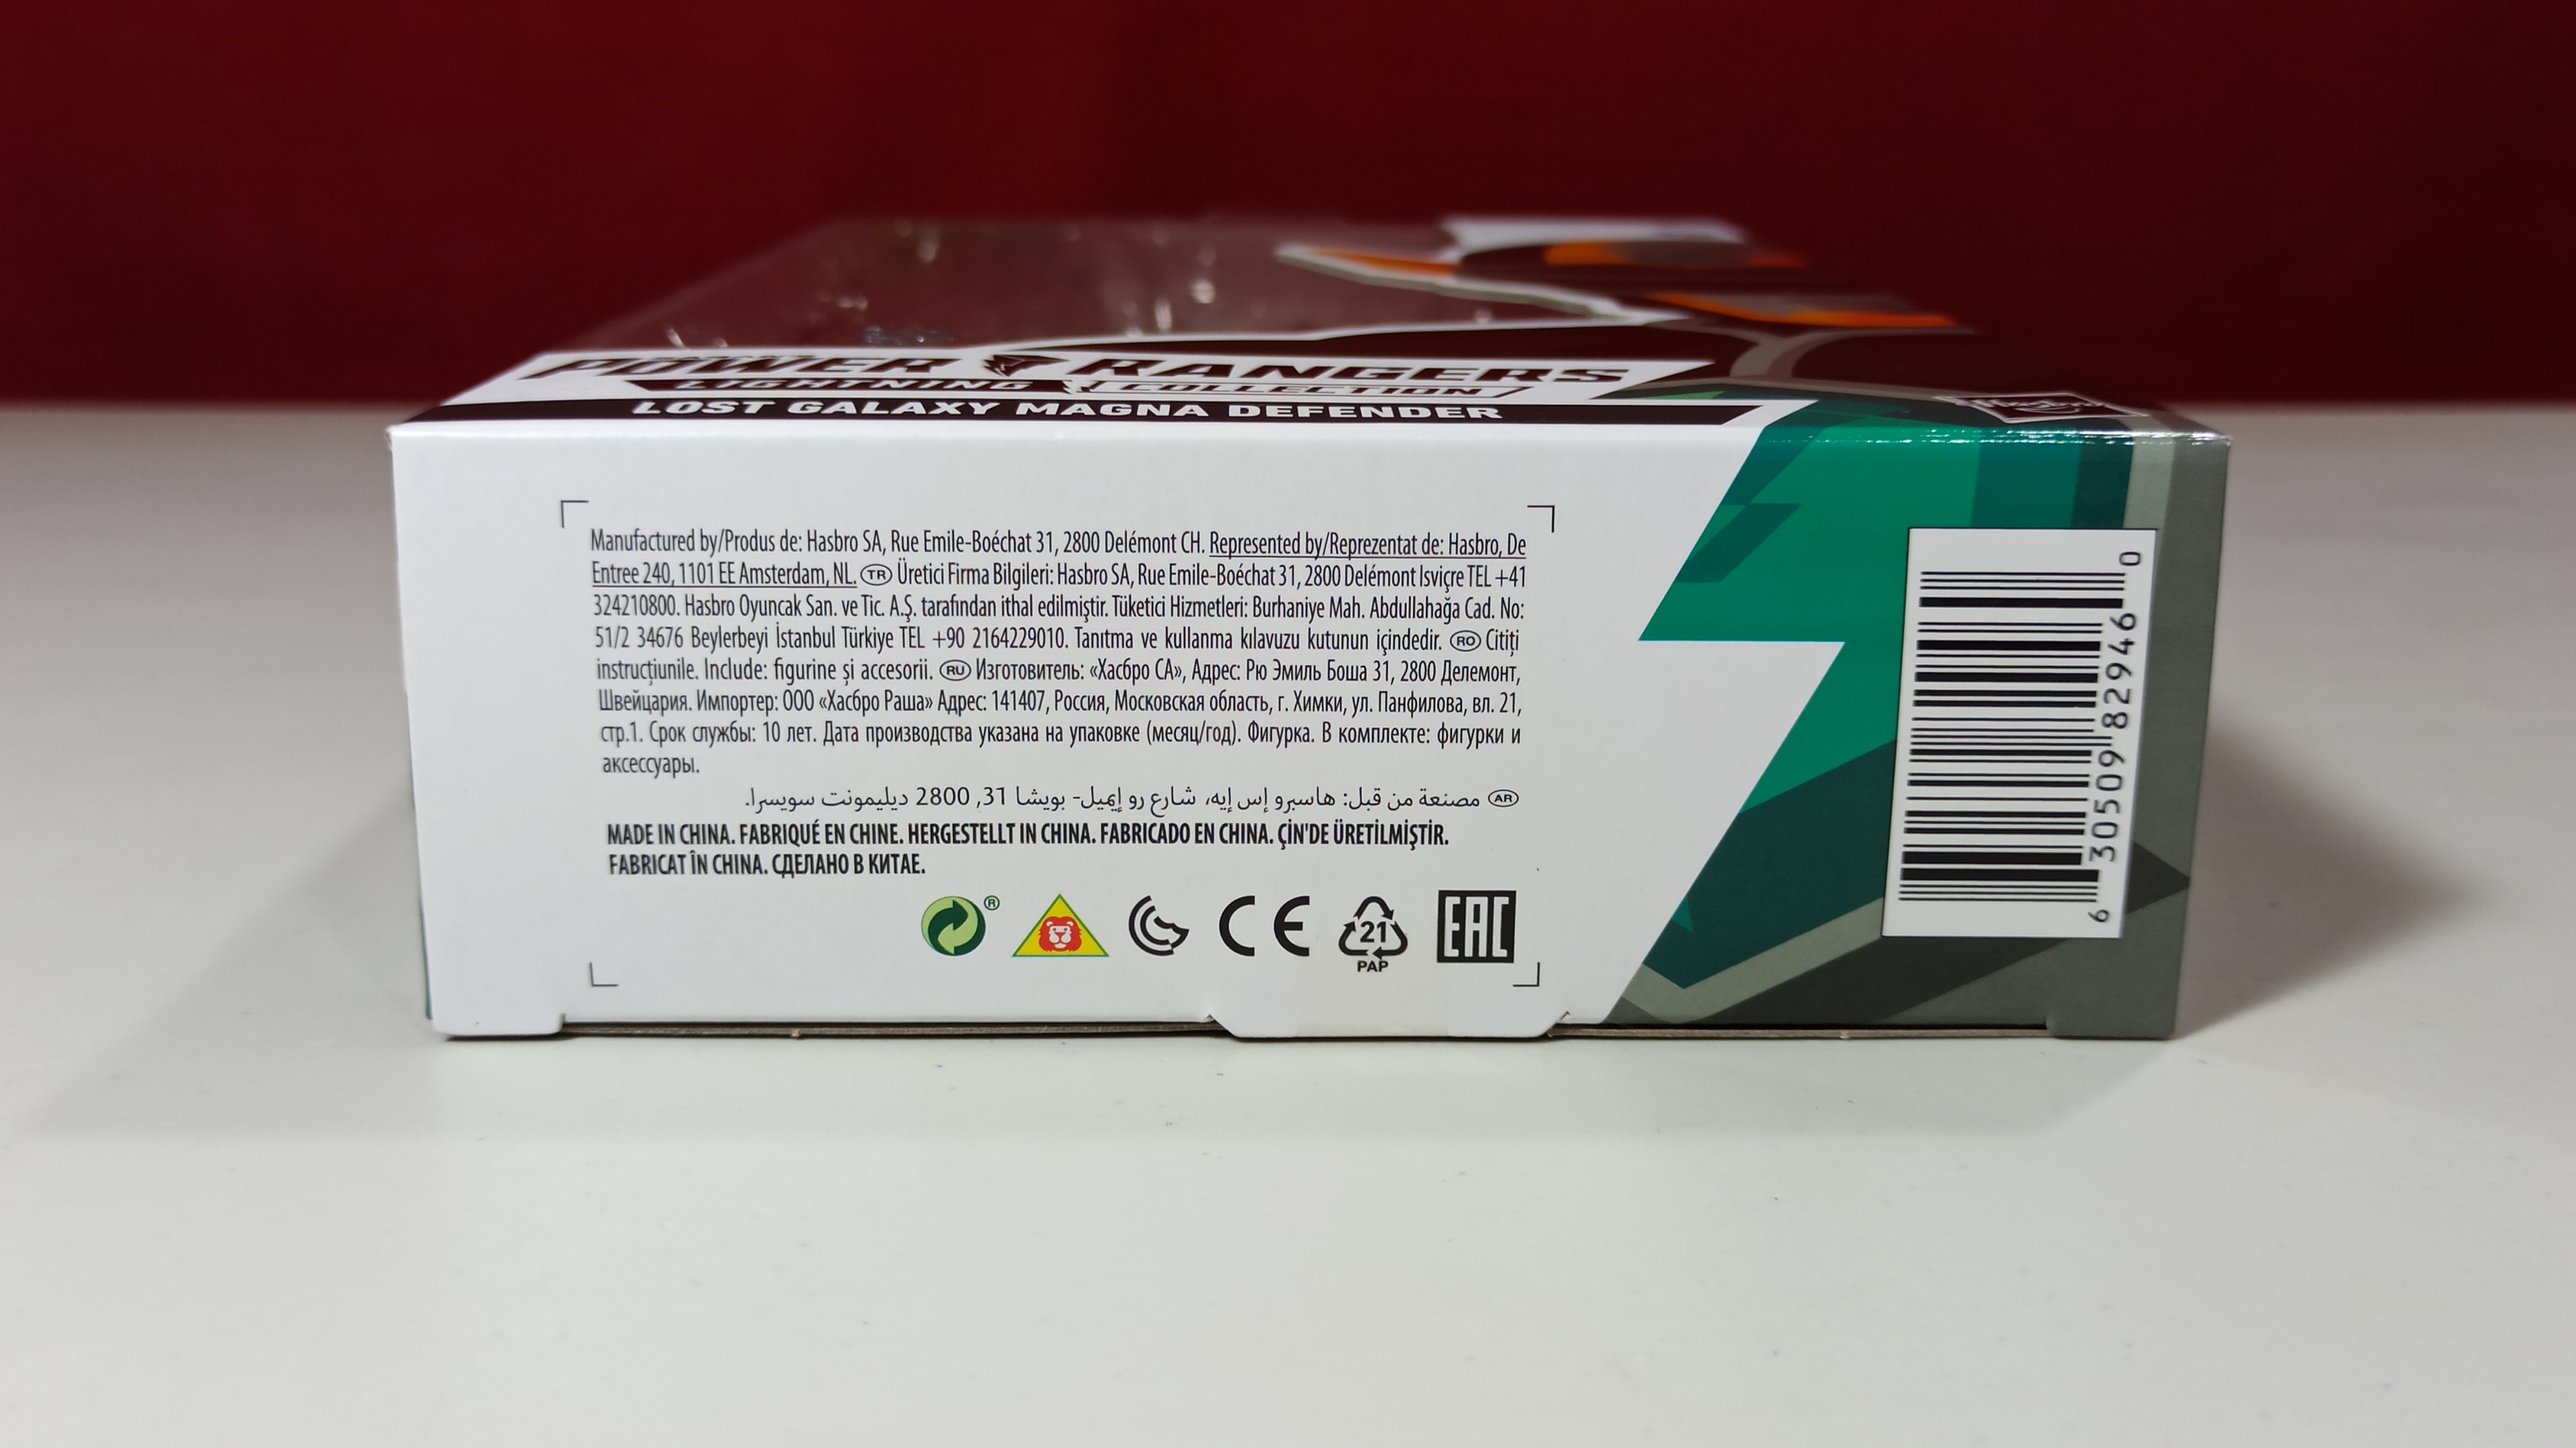 POWER RANGERS
LIGHTNING COLLECTION
LOST GALAXY MAGNA DEFENDER
Hasbro
Manufactured by/Produs de: Hasbro SA, Rue Emile-Boéchat 31, 2800 Delémont CH. Represented by/Reprezentat de: Hasbro, De
Entree 240, 1101 EE Amsterdam, NL. TR Üretici Firma Bilgileri: Hasbro SA, Rue Emile-Boéchat 31, 2800 Delémont Isviçre TEL +41
324210800. Hasbro Oyuncak San. ve Tic. A.Ş. tarafından ithal edilmiştir. Tüketici Hizmetleri: Burhaniye Mah. Abdullahağa Cad. No:
51/2 34676 Beylerbeyi İstanbul Türkiye TEL +90 2164229010. Tanıtma ve kullanma kılavuzu kutunun içindedir. RO Citiți
instrucțiunile. Include: figurine și accesorii. RU Изготовитель: «Хасбро СА», Адрес: Рю Эмиль Боша 31, 2800 Делемонт,
Швейцария. Импортер: ООО «Хасбро Раша» Адрес: 141407, Россия, Московская область, г. Химки, ул. Панфилова, вл. 21,
стр.1. Срок службы: 10 лет. Дата производства указана на упаковке (месяц/год). Фигурка. В комплекте: фигурки и
аксессуары.
AR مصنعة من قبل: هاسبرو إس إيه، شارع رو إيميل- بويشا 31, 2800 ديليمونت سويسرا.
MADE IN CHINA. FABRIQUÉ EN CHINE. HERGESTELLT IN CHINA. FABRICADO EN CHINA. ÇİN'DE ÜRETİLMİŞTİR.
FABRICAT ÎN CHINA. СДЕЛАНО В КИТАЕ.
® CE 21 EAC
PAP
6 30509 82946 0